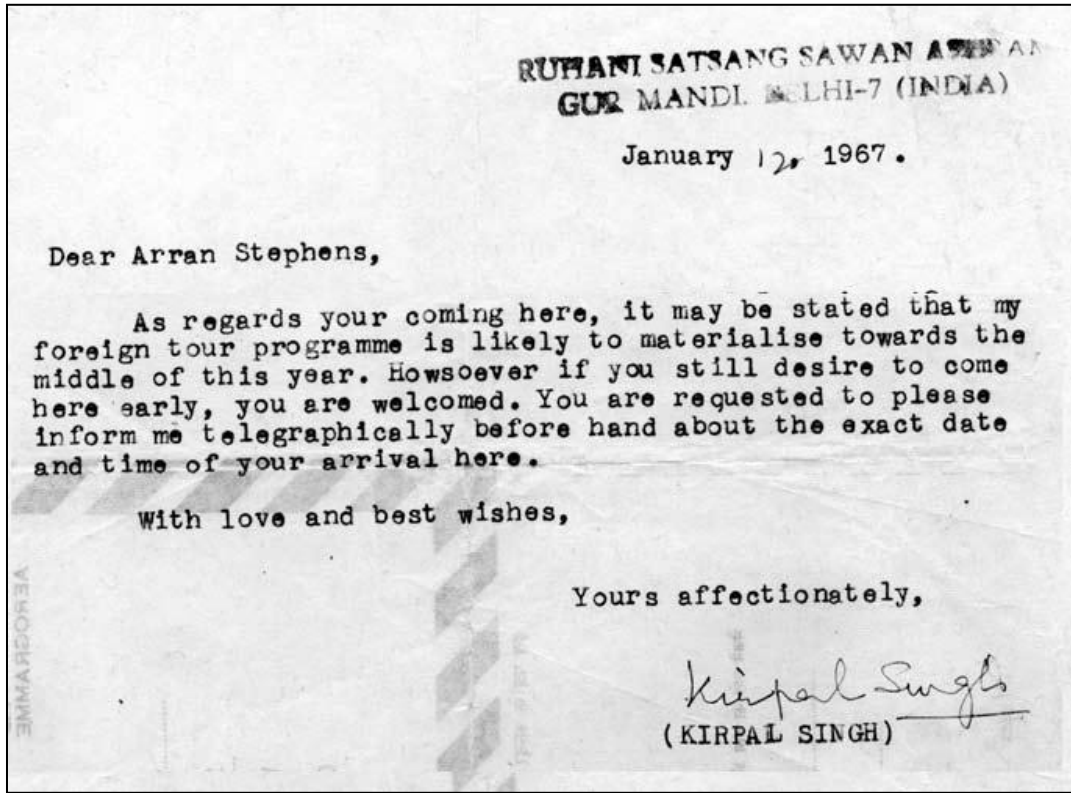 RUHANI SATSANG SAWAN ASHRAM
GUR MANDI. DELHI-7 (INDIA)
January 12, 1967.
Dear Arran Stephens,
As regards your coming here, it may be stated that my
foreign tour programme is likely to materialise towards the
middle of this year. Howsoever if you still desire to come
here early, you are welcomed. You are requested to please
inform me telegraphically before hand about the exact date
and time of your arrival here.
With love and best wishes,
Yours affectionately,
Kirpal Singh
(KIRPAL SINGH)
AEROGRAMME